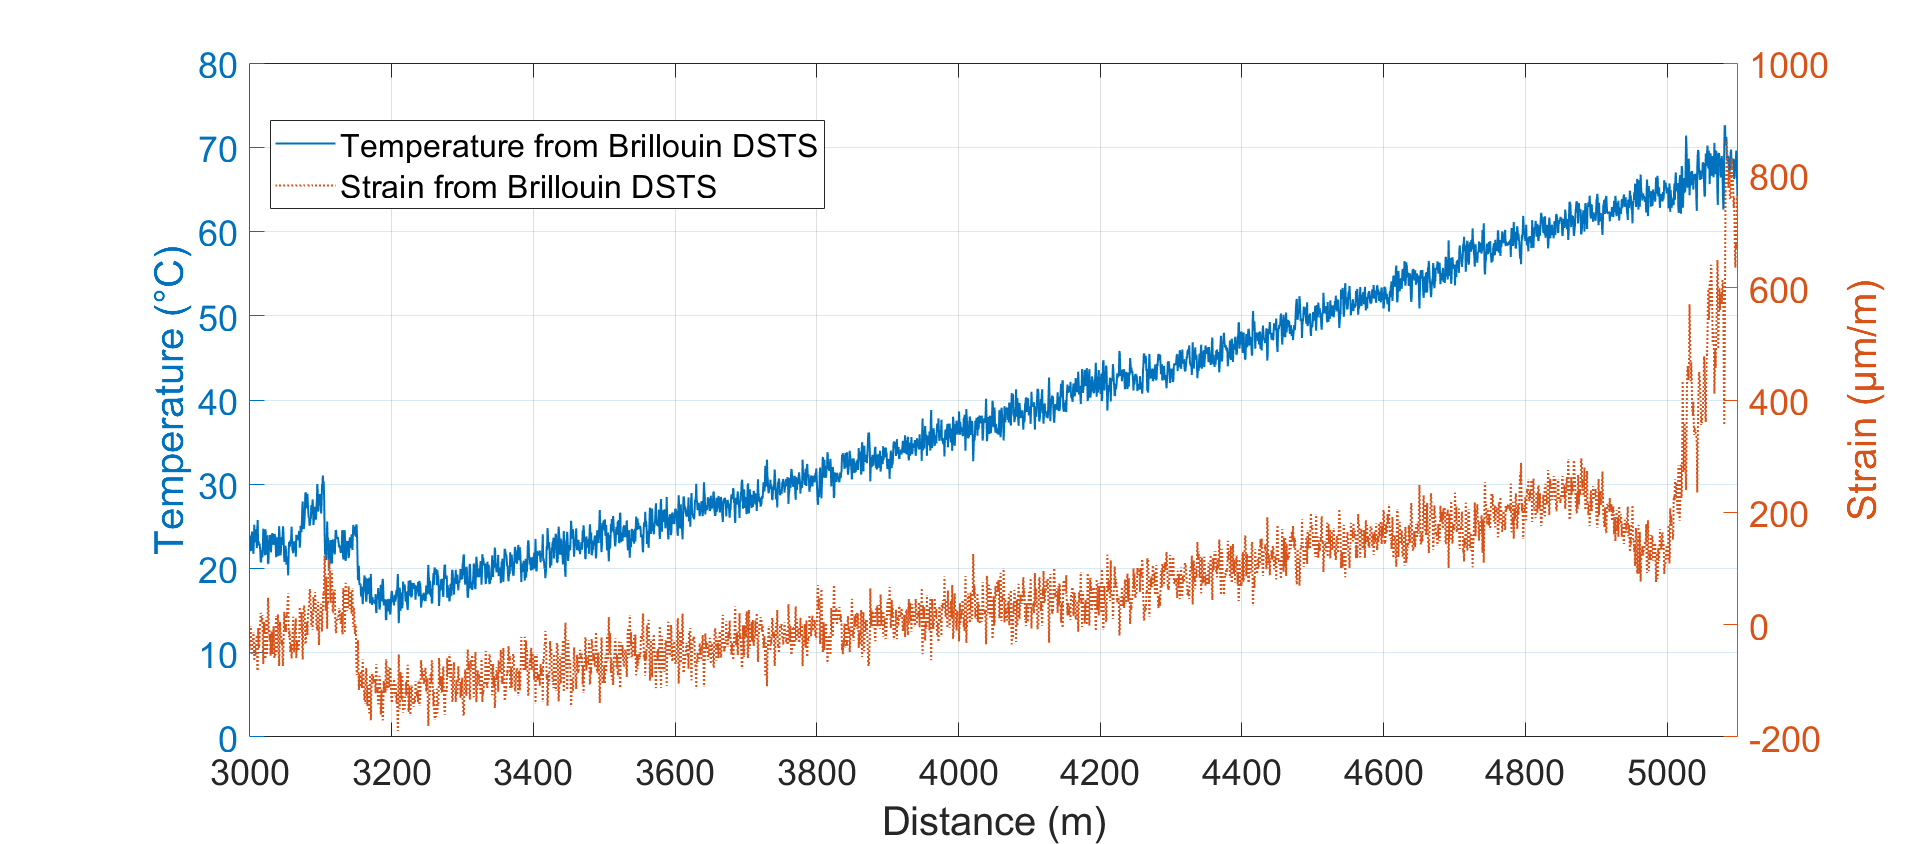 80
70
60
50
40
30
20
10
0
Temperature (°C)
Temperature from Brillouin DSTS
Strain from Brillouin DSTS
1000
800
600
400
200
0
-200
Strain (μm/m)
3000 3200 3400 3600 3800 4000 4200 4400 4600 4800 5000
Distance (m)